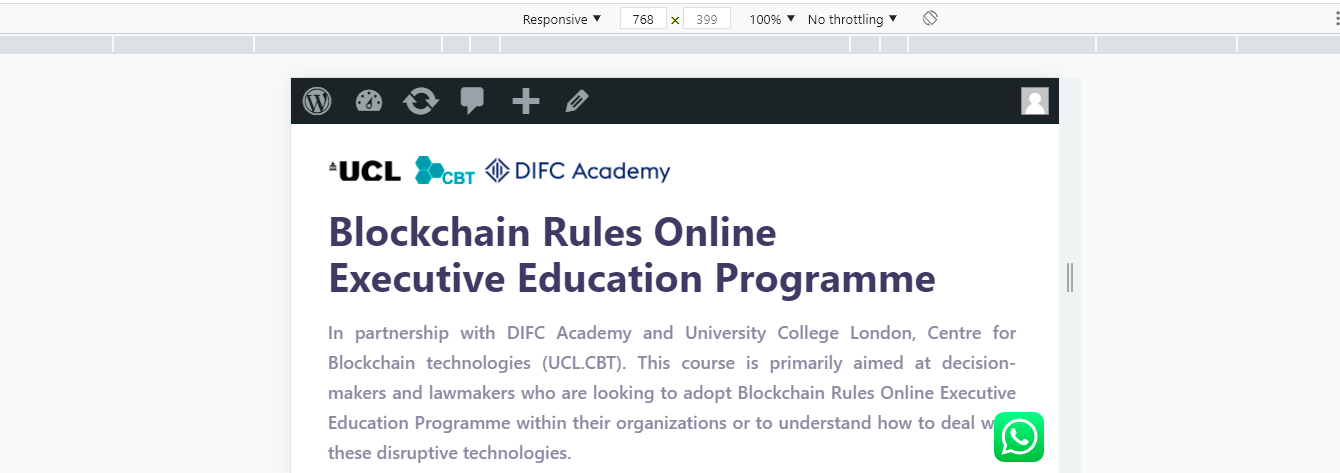 Responsive ▼ 768 × 399 100% ▼ No throttling ▼
UCL CBT DIFC Academy
Blockchain Rules Online
Executive Education Programme
In partnership with DIFC Academy and University College London, Centre for
Blockchain technologies (UCL.CBT). This course is primarily aimed at decision-
makers and lawmakers who are looking to adopt Blockchain Rules Online Executive
Education Programme within their organizations or to understand how to deal
these disruptive technologies.